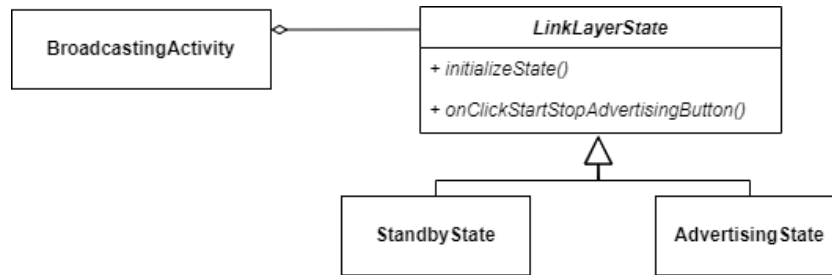 LinkLayerState
BroadcastingActivity
+ initializeState()
+ onClickStartStopAdvertisingButton()
StandbyState
AdvertisingState